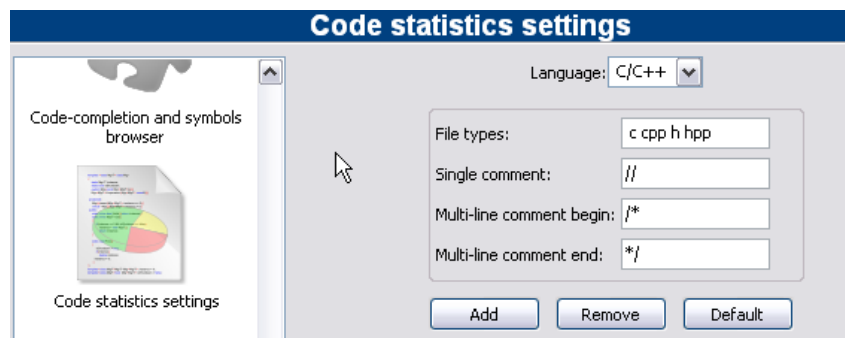 Code statistics settings
Language: C/C++
Code-completion and symbols
browser
File types: c cpp h hpp
Single comment: //
Multi-line comment begin: /*
Multi-line comment end: */
Code statistics settings
Add Remove Default